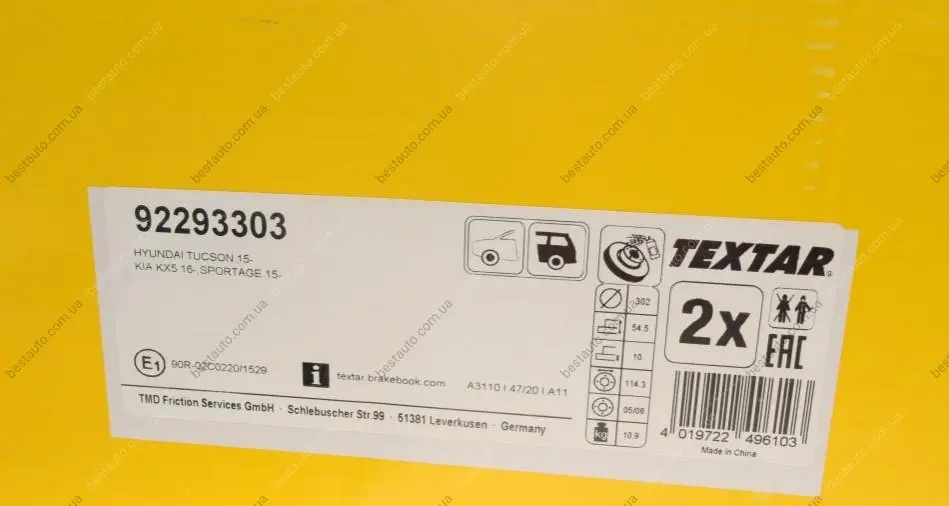 92293303
HYUNDAI TUCSON 15-
KIA KX5 16-,SPORTAGE 15-
E1 90R-02C0220/1529
i textar.brakebook.com A3110 I 47/20 I A11
TMD Friction Services GmbH · Schlebuscher Str.99 · 51381 Leverkusen · Germany
302
54.5
10
114.3
05/06
kg 10.9
TEXTAR®
2x
EAC
4 019722 496103
Made in China
bestauto.com.ua